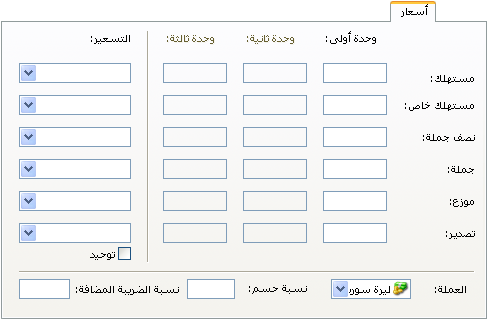 أسعار
وحدة أولى: وحدة ثانية: وحدة ثالثة: التسعير:
مستهلك:
مستهلك خاص:
نصف جملة:
جملة:
موزع:
تصدير:
توحيد
العملة: ليرة سور نسبة حسم: نسبة الضريبة المضافة: